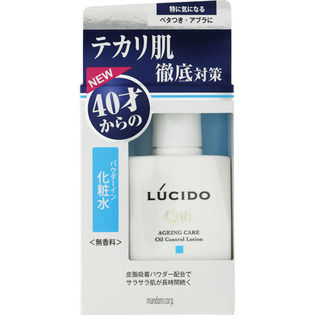 特に気になる
ベタつき・アブラに
テカリ肌
徹底対策
NEW
40才
からの
パウダーイン
化粧水
<無香料>
LÚCIDO
Q10
AGEING CARE
Oil Control Lotion
皮脂吸着パウダー配合で
サラサラ肌が長時間続く
mandom corp.